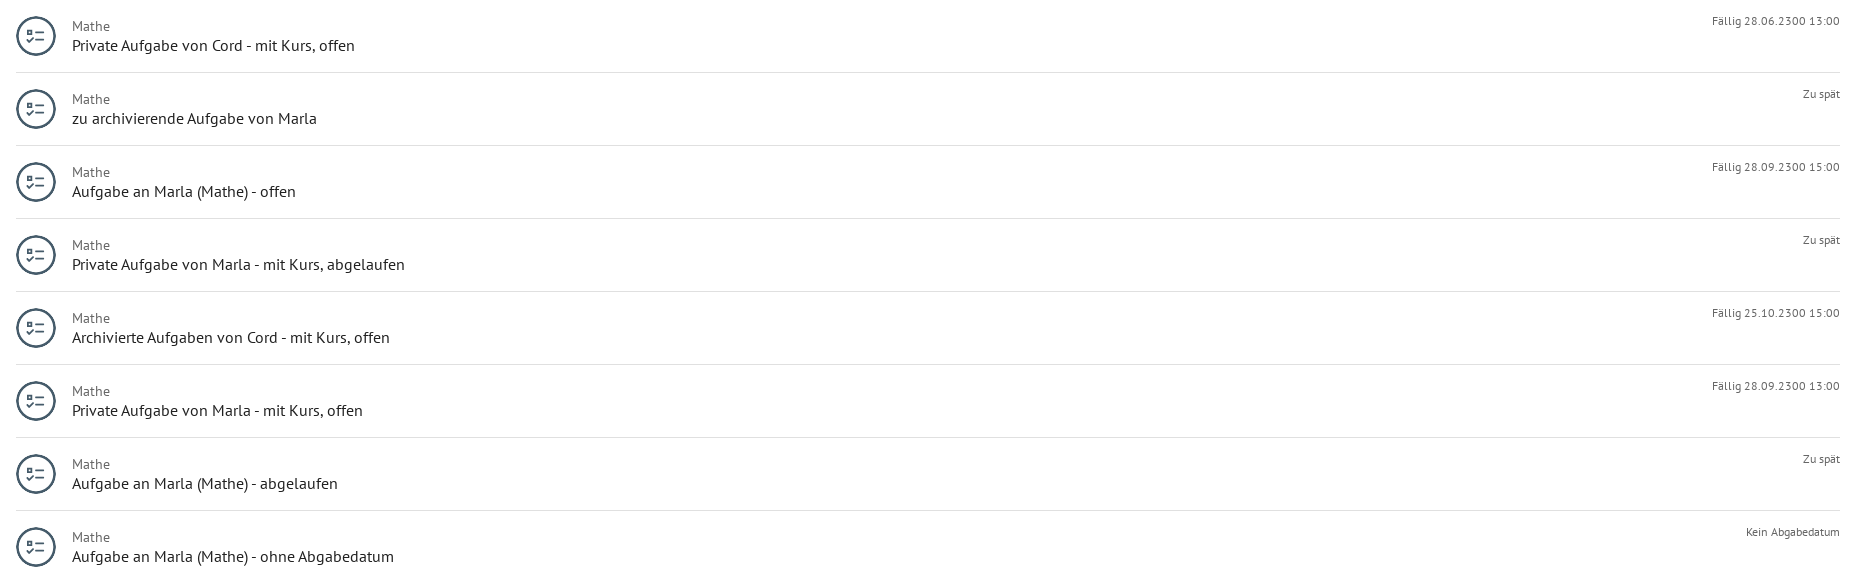 Mathe
Fällig 28.06.2300 13:00
Private Aufgabe von Cord - mit Kurs, offen
Mathe
Zu spät
zu archivierende Aufgabe von Marla
Mathe
Fällig 28.09.2300 15:00
Aufgabe an Marla (Mathe) - offen
Mathe
Zu spät
Private Aufgabe von Marla - mit Kurs, abgelaufen
Mathe
Fällig 25.10.2300 15:00
Archivierte Aufgaben von Cord - mit Kurs, offen
Mathe
Fällig 28.09.2300 13:00
Private Aufgabe von Marla - mit Kurs, offen
Mathe
Zu spät
Aufgabe an Marla (Mathe) - abgelaufen
Mathe
Kein Abgabedatum
Aufgabe an Marla (Mathe) - ohne Abgabedatum